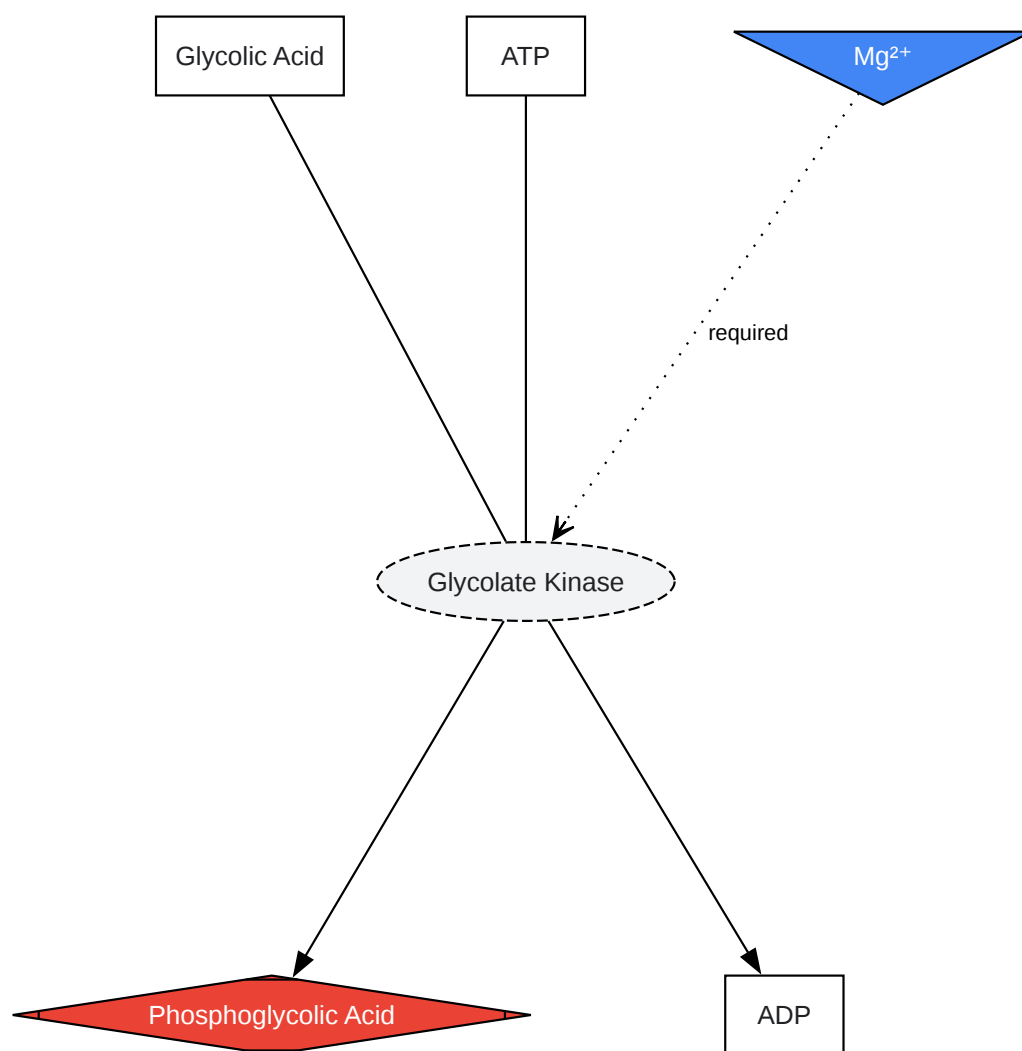 Glycolic Acid
ATP
Mg²⁺
required
Glycolate Kinase
Phosphoglycolic Acid
ADP